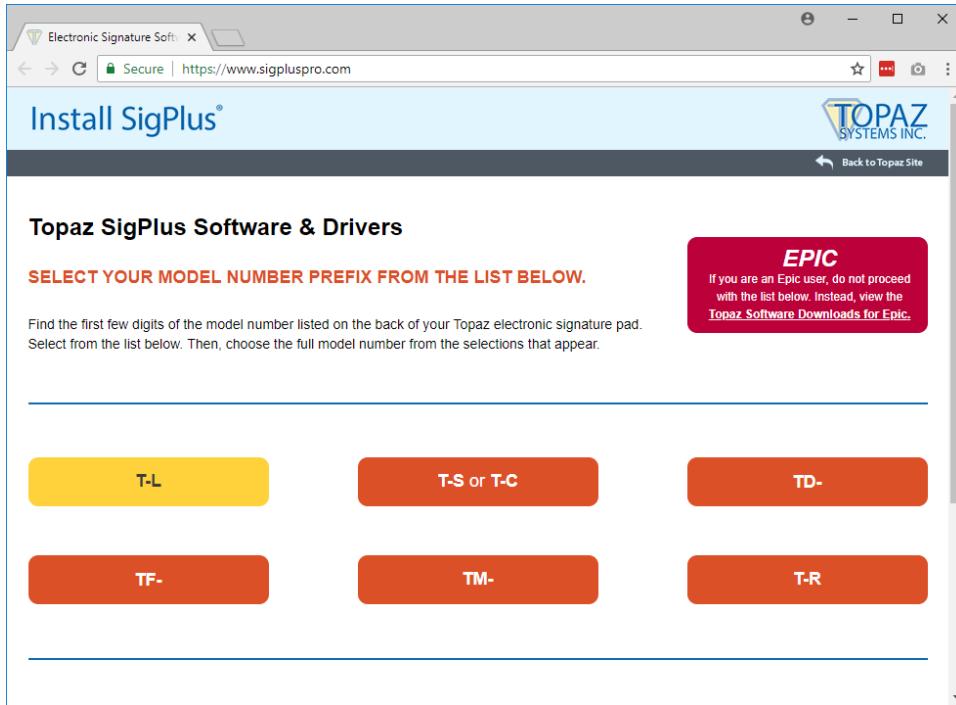 Electronic Signature Soft
Secure
https://www.sigpluspro.com
Install SigPlus®
TOPAZ
SYSTEMS INC.
Back to Topaz Site
Topaz SigPlus Software & Drivers
SELECT YOUR MODEL NUMBER PREFIX FROM THE LIST BELOW.
Find the first few digits of the model number listed on the back of your Topaz electronic signature pad.
Select from the list below. Then, choose the full model number from the selections that appear.
EPIC
If you are an Epic user, do not proceed
with the list below. Instead, view the
Topaz Software Downloads for Epic.
T-L
T-S or T-C
TD-
TF-
TM-
T-R